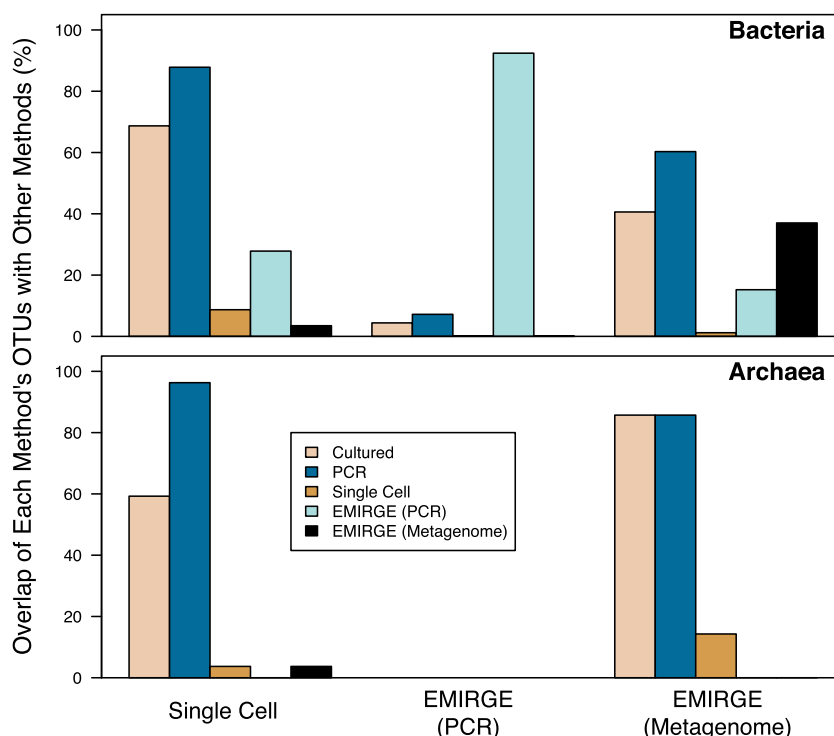 Overlap of Each Method's OTUs with Other Methods (%)
Bacteria
100
80
60
40
20
0
Archaea
100
80
60
40
20
0
Cultured
PCR
Single Cell
EMIRGE (PCR)
EMIRGE (Metagenome)
Single Cell
EMIRGE
(PCR)
EMIRGE
(Metagenome)